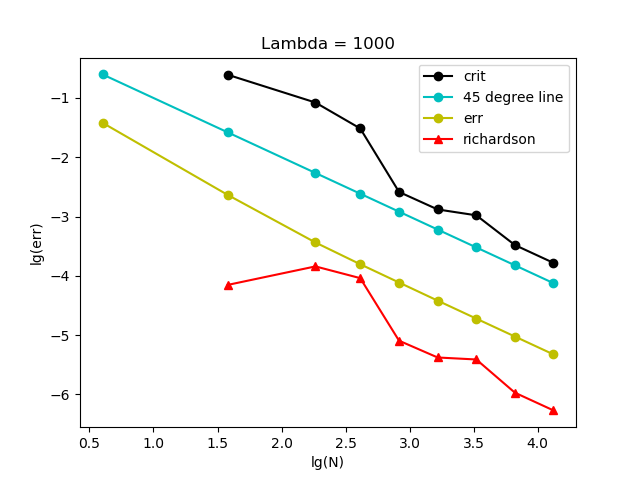 Lambda = 1000
crit
45 degree line
err
richardson
lg(err)
−1
−2
−3
−4
−5
−6
0.5 1.0 1.5 2.0 2.5 3.0 3.5 4.0
lg(N)